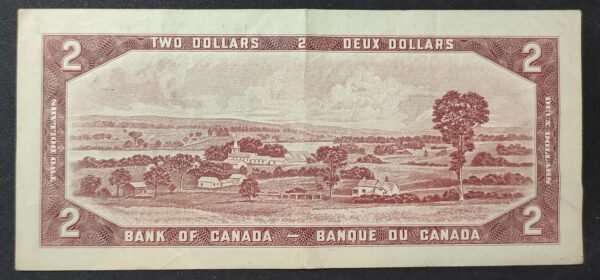 2 TWO DOLLARS 2 DEUX DOLLARS 2
TWO DOLLARS
DEUX DOLLARS
2 BANK OF CANADA – BANQUE DU CANADA 2